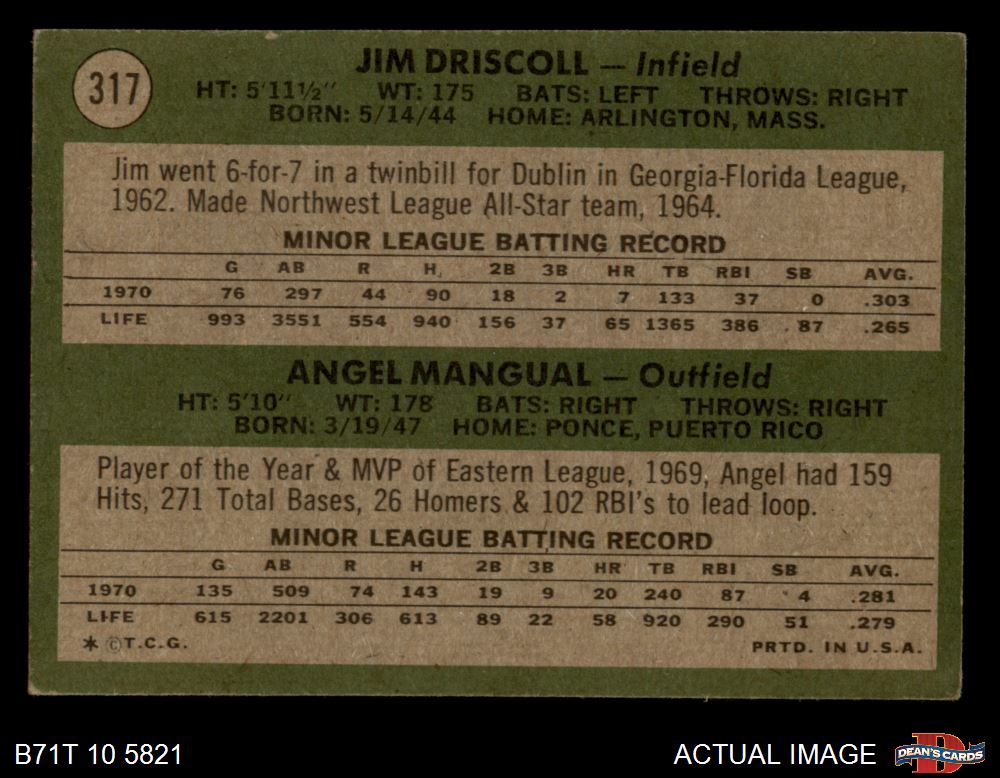 317
JIM DRISCOLL — Infield
HT: 5'11½" WT: 175 BATS: LEFT THROWS: RIGHT
BORN: 5/14/44 HOME: ARLINGTON, MASS.
Jim went 6-for-7 in a twinbill for Dublin in Georgia-Florida League,
1962. Made Northwest League All-Star team, 1964.
MINOR LEAGUE BATTING RECORD
G AB R H 2B 3B HR TB RBI SB AVG.
1970 76 297 44 90 18 2 7 133 37 0 .303
LIFE 993 3551 554 940 156 37 65 1365 386 87 .265
ANGEL MANGUAL — Outfield
HT: 5'10" WT: 178 BATS: RIGHT THROWS: RIGHT
BORN: 3/19/47 HOME: PONCE, PUERTO RICO
Player of the Year & MVP of Eastern League, 1969, Angel had 159
Hits, 271 Total Bases, 26 Homers & 102 RBI's to lead loop.
MINOR LEAGUE BATTING RECORD
G AB R H 2B 3B HR TB RBI SB AVG.
1970 135 509 74 143 19 9 20 240 87 4 .281
LIFE 615 2201 306 613 89 22 58 920 290 51 .279
* ©T.C.G. PRTD. IN U.S.A.
B71T 10 5821 ACTUAL IMAGE D DEAN'S CARDS